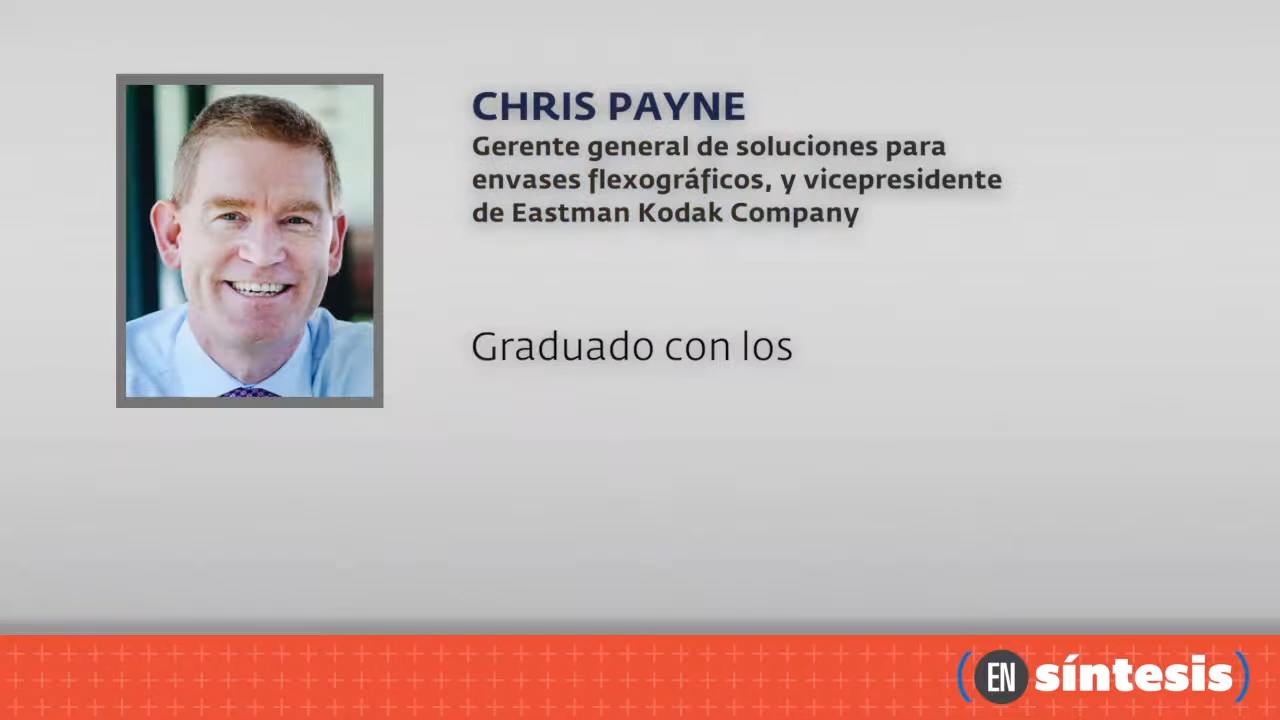 CHRIS PAYNE
Gerente general de soluciones para
envases flexográficos, y vicepresidente
de Eastman Kodak Company
Graduado con los
(EN síntesis)